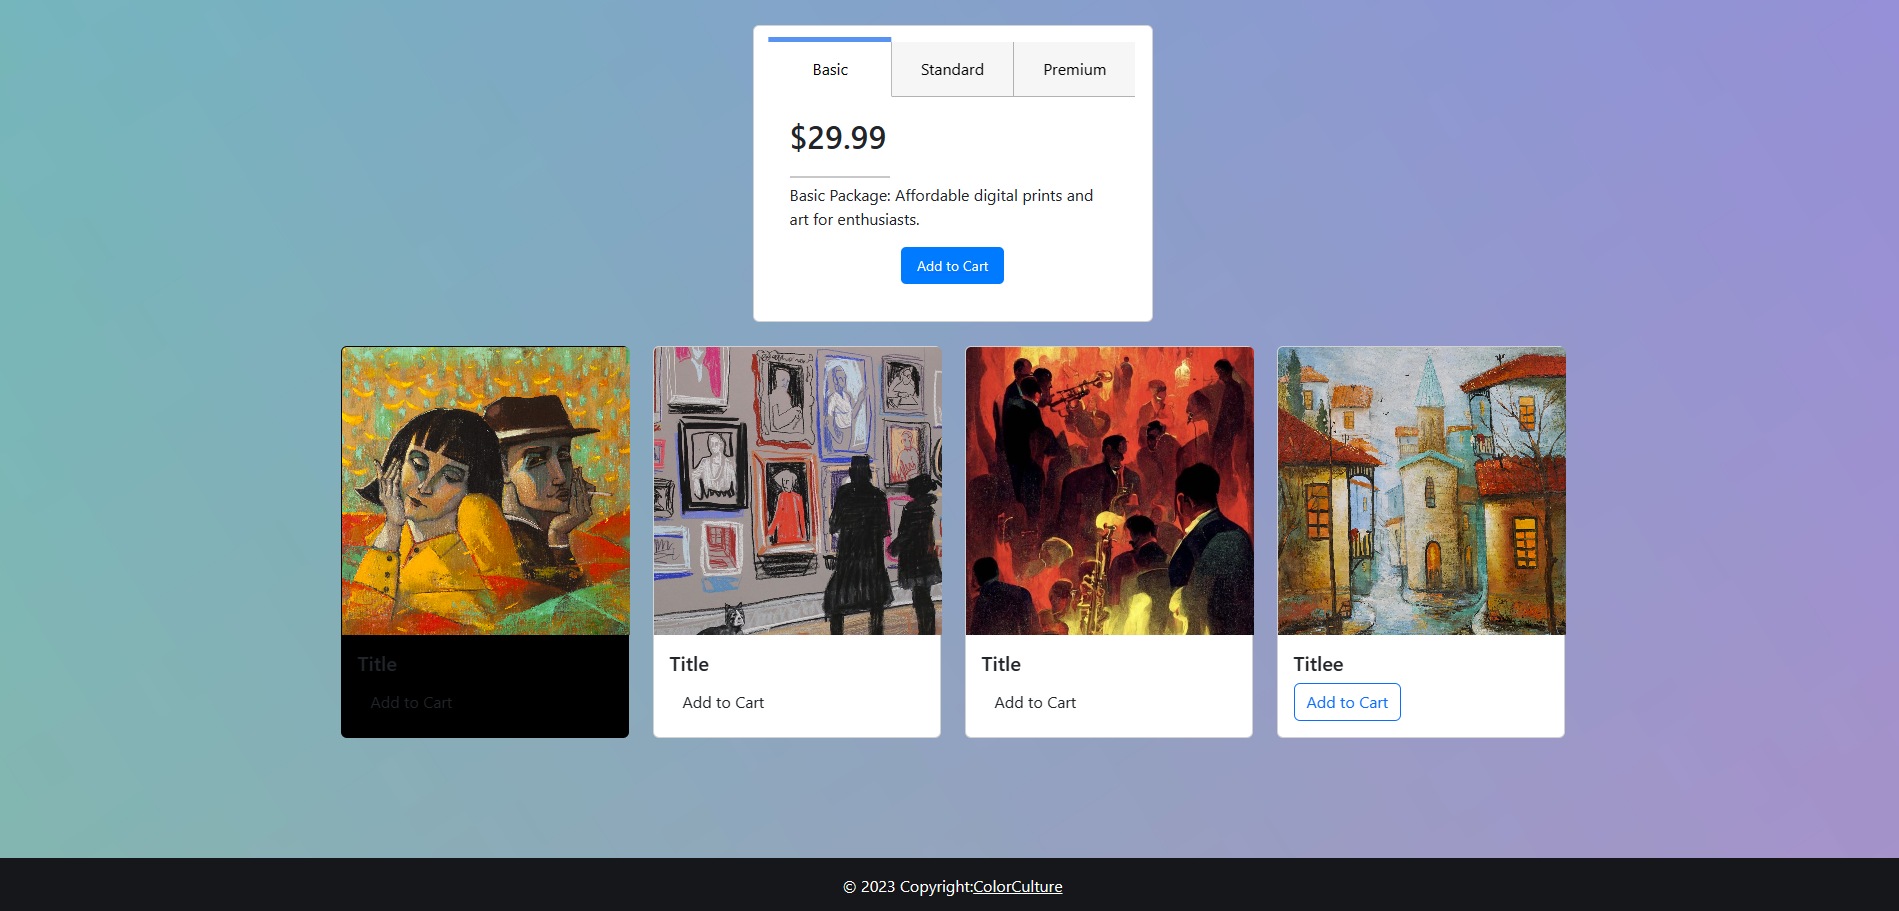 Basic
Standard
Premium
$29.99
Basic Package: Affordable digital prints and
art for enthusiasts.
Add to Cart
Title
Add to Cart
Title
Add to Cart
Title
Add to Cart
Titlee
Add to Cart
© 2023 Copyright:ColorCulture